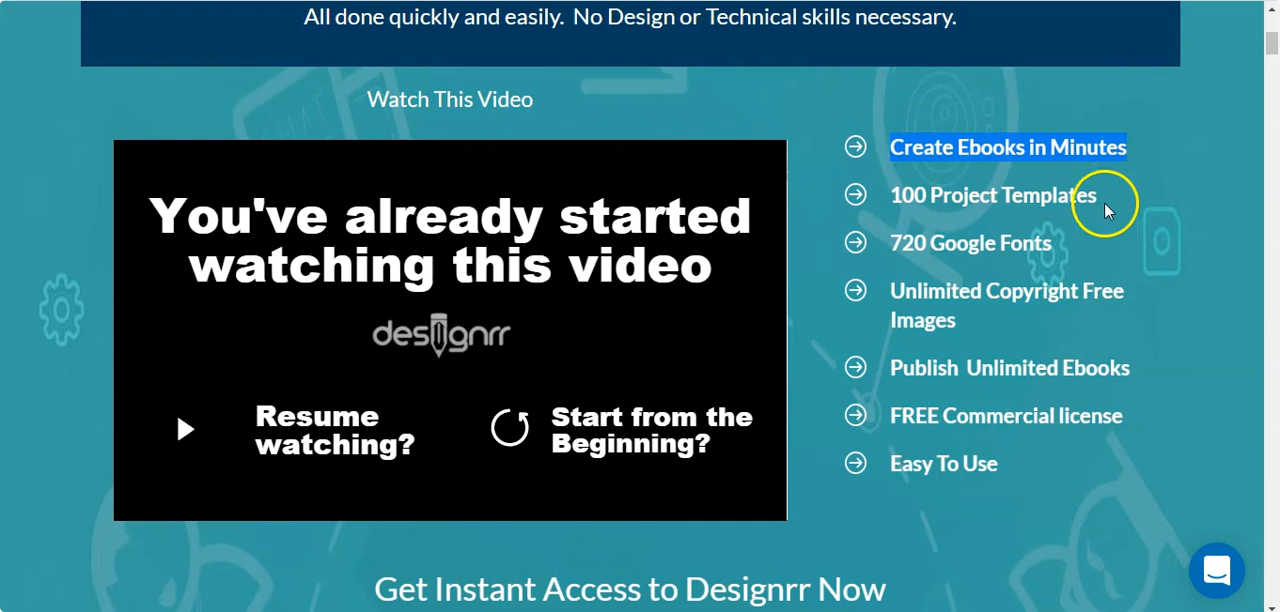 All done quickly and easily.  No Design or Technical skills necessary.
Watch This Video
You've already started
watching this video
designrr
Resume
watching?
Start from the
Beginning?
Create Ebooks in Minutes
100 Project Templates
720 Google Fonts
Unlimited Copyright Free
Images
Publish  Unlimited Ebooks
FREE Commercial license
Easy To Use
Get Instant Access to Designrr Now